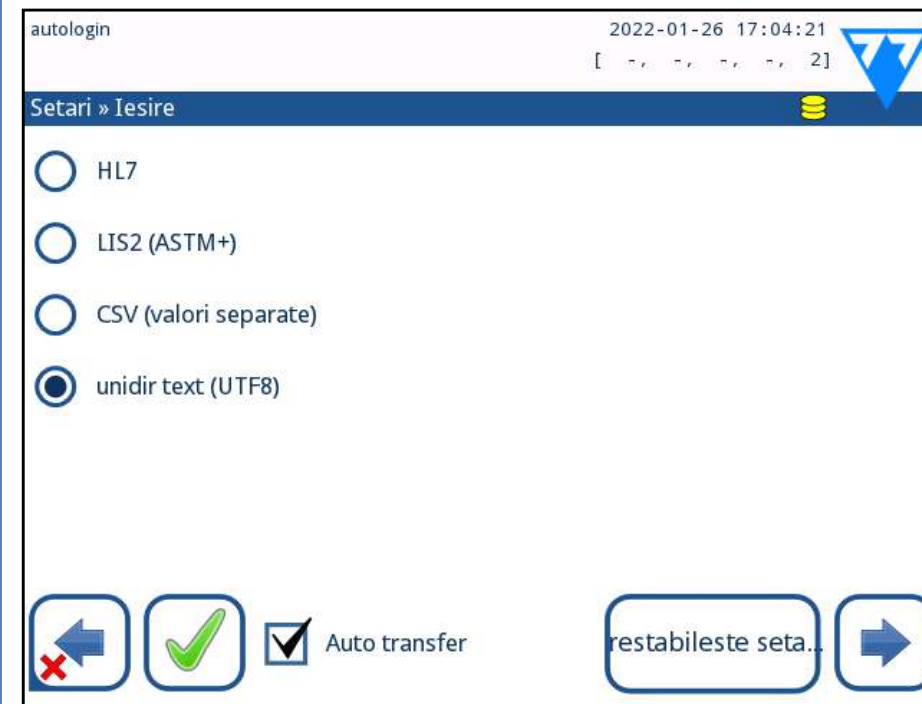 autologin
2022-01-26 17:04:21
[ -, -, -, -, 2]
Setari » Iesire
HL7
LIS2 (ASTM+)
CSV (valori separate)
unidir text (UTF8)
Auto transfer
restabileste seta...